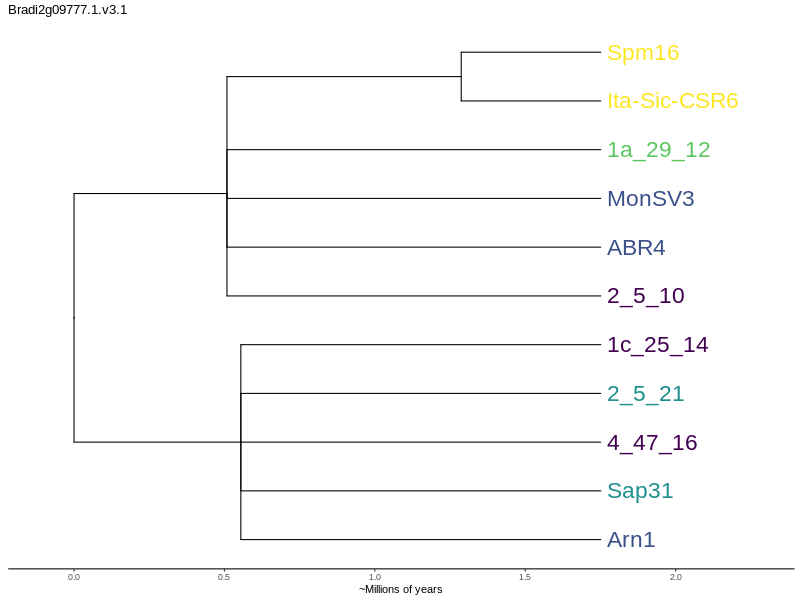 Bradi2g09777.1.v3.1
Spm16
Ita-Sic-CSR6
1a_29_12
MonSV3
ABR4
2_5_10
1c_25_14
2_5_21
4_47_16
Sap31
Arn1
0.0 0.5 1.0 1.5 2.0
~Millions of years